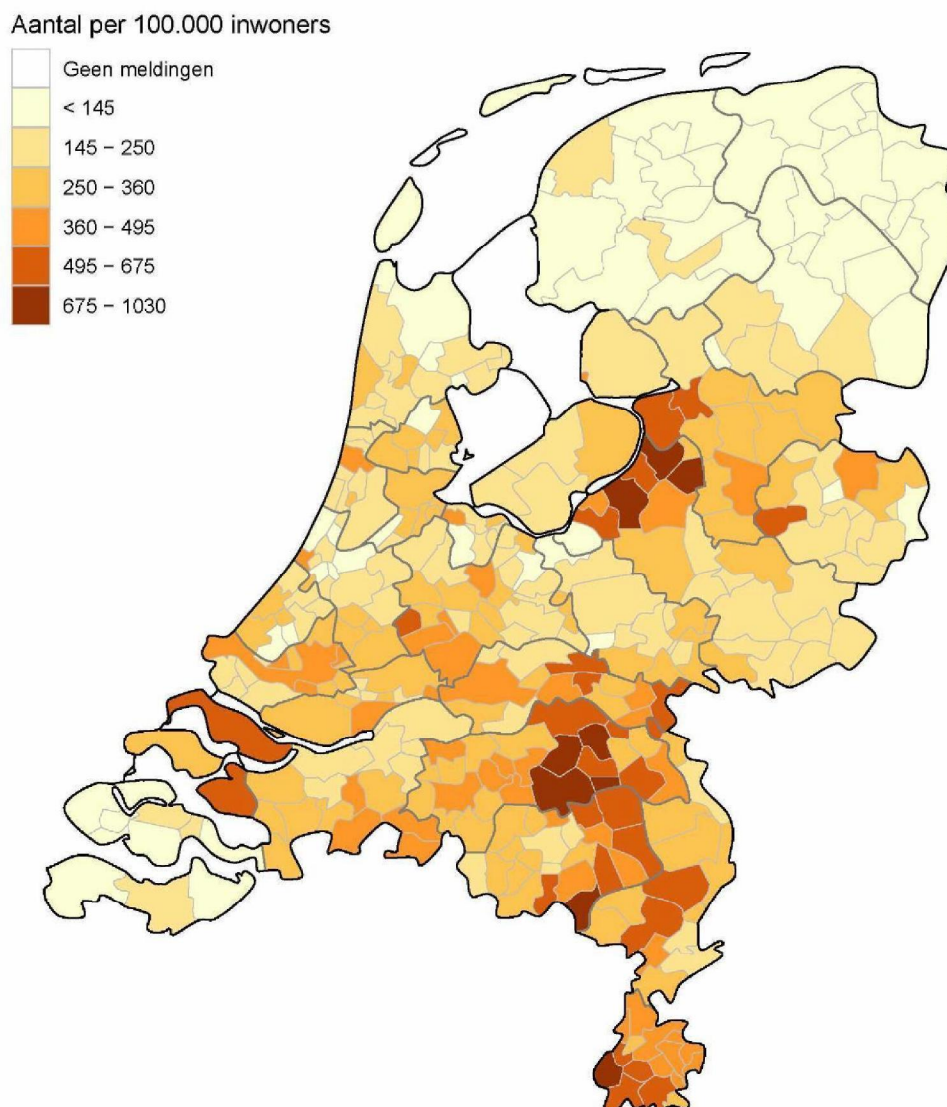 Aantal per 100.000 inwoners
Geen meldingen
< 145
145 – 250
250 – 360
360 – 495
495 – 675
675 – 1030